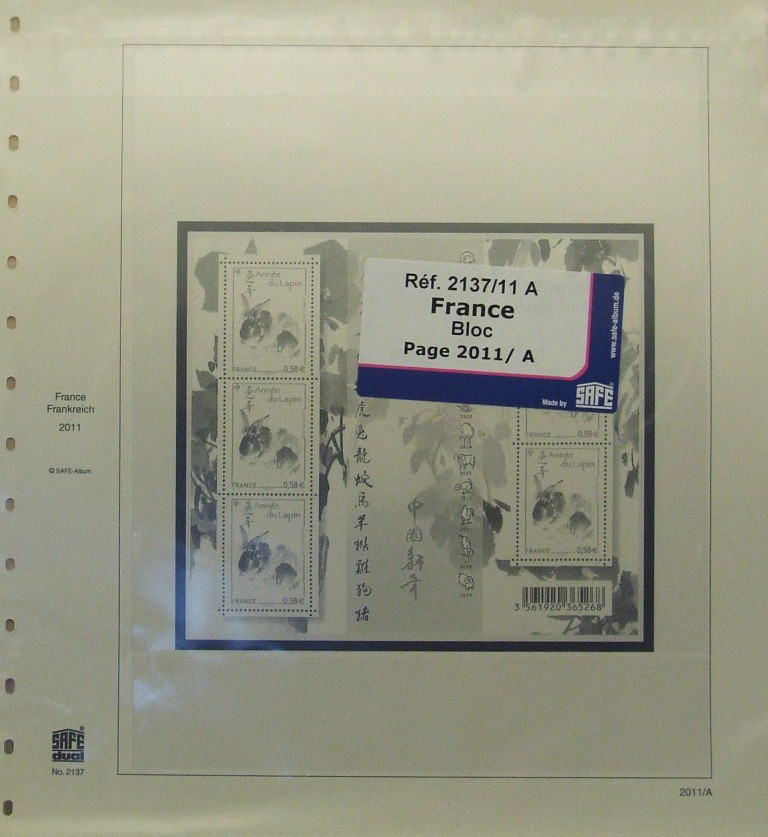 Réf. 2137/11 A
France
Bloc
Page 2011/ A
www.safe-album.de
Made by
SAFE
Année
du Lapin
FRANCE
0,58 €
Année
du Lapin
FRANCE
0,58 €
Année
du Lapin
FRANCE
0,58 €
FRANCE
0,58 €
Année
du Lapin
FRANCE
0,58 €
虎
兔
龍
蛇
馬
羊
猴
雞
狗
豬
中
國
新
年
3 561920 365268
France
Frankreich
2011
© SAFE-Album
SAFE®
dual
No. 2137
2011/A